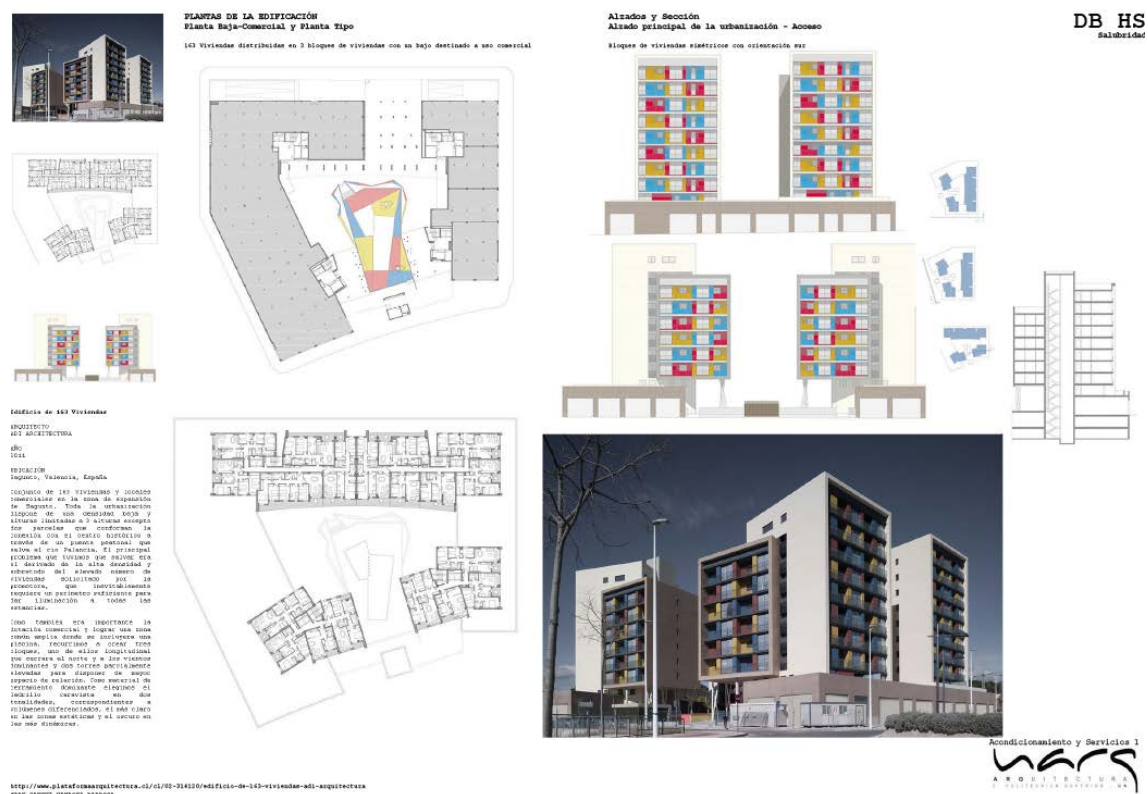 PLANTAS DE LA EDIFICACIÓN
Planta Baja-Comercial y Planta Tipo
163 Viviendas distribuidas en 3 bloques de viviendas con un bajo destinado a uso comercial
Alzados y Sección
Alzado principal de la urbanización - Acceso
Bloques de viviendas simétricos con orientación sur
DB HS
Salubridad
Edificio de 163 Viviendas
ARQUITECTO
ADI ARCHITECTURA
AÑO
2011
UBICACIÓN
Sagunto, Valencia, España
Conjunto de 163 viviendas y locales
comerciales en la zona de expansión
de Sagunto. Toda la urbanización
dispone de una densidad baja y
alturas limitadas a 3 alturas excepto
dos parcelas que conforman la
conexión con el centro histórico a
través de un puente peatonal que
salva el río Palancia. El principal
problema que tuvimos que salvar era
el derivado de la alta densidad y
sobretodo del elevado número de
viviendas solicitado por la
promotora, que inevitablemente
requiere un perímetro suficiente para
dar iluminación a todas las
estancias.
Como también era importante la
dotación comercial y lograr una zona
común amplia donde se incluyera una
piscina, recurrimos a crear tres
bloques, uno de ellos longitudinal
que cerrara al norte y a los vientos
dominantes y dos torres parcialmente
elevadas para disponer de mayor
espacio de relación. Como material de
cerramiento dominante elegimos el
ladrillo caravista en dos
tonalidades, correspondientes a
volúmenes diferenciados, el más claro
en las zonas estáticas y el oscuro en
las más dinámicas.
Acondicionamiento y Servicios 1
uars
ARQUITECTURA
E. POLITÉCNICA SUPERIOR . UA
http://www.plataformaarquitectura.cl/cl/02-314120/edificio-de-163-viviendas-adi-arquitectura